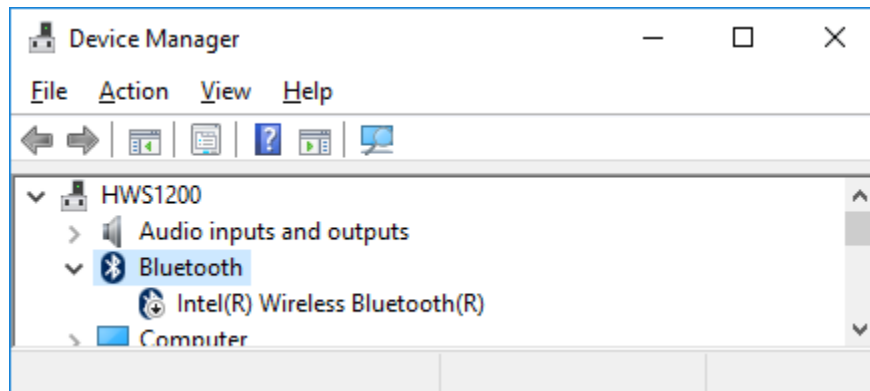 Device Manager
File Action View Help
HWS1200
Audio inputs and outputs
Bluetooth
Intel(R) Wireless Bluetooth(R)
Computer